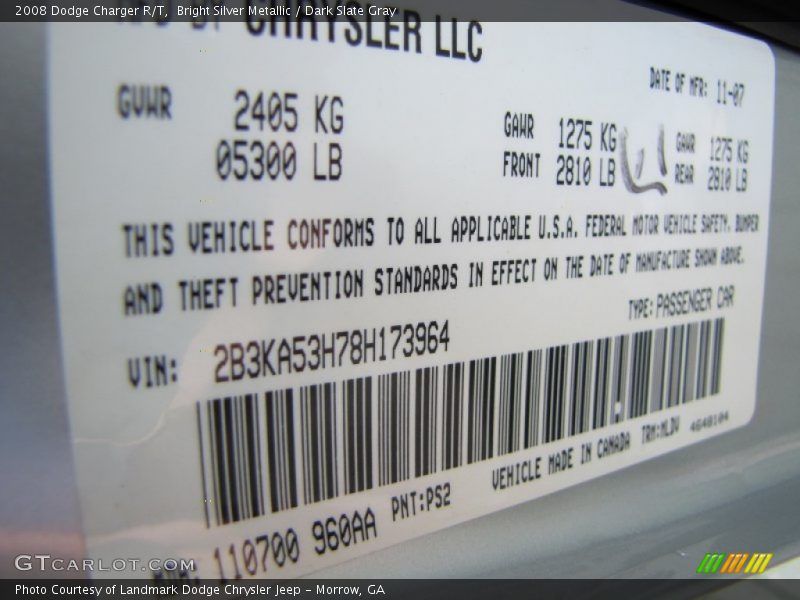 2008 Dodge Charger R/T, Bright Silver Metallic / Dark Slate Gray
OF CHRYSLER LLC
DATE OF MFR: 11-07
GVWR 2405 KG
05300 LB
GAWR 1275 KG
FRONT 2810 LB
GAWR 1275 KG
REAR 2810 LB
THIS VEHICLE CONFORMS TO ALL APPLICABLE U.S.A. FEDERAL MOTOR VEHICLE SAFETY, BUMPER
AND THEFT PREVENTION STANDARDS IN EFFECT ON THE DATE OF MANUFACTURE SHOWN ABOVE.
TYPE: PASSENGER CAR
VIN: 2B3KA53H78H173964
VEHICLE MADE IN CANADA TRM:MLDV 4648104
110700 960AA PNT:PS2
GTCARLOT.COM
Photo Courtesy of Landmark Dodge Chrysler Jeep – Morrow, GA